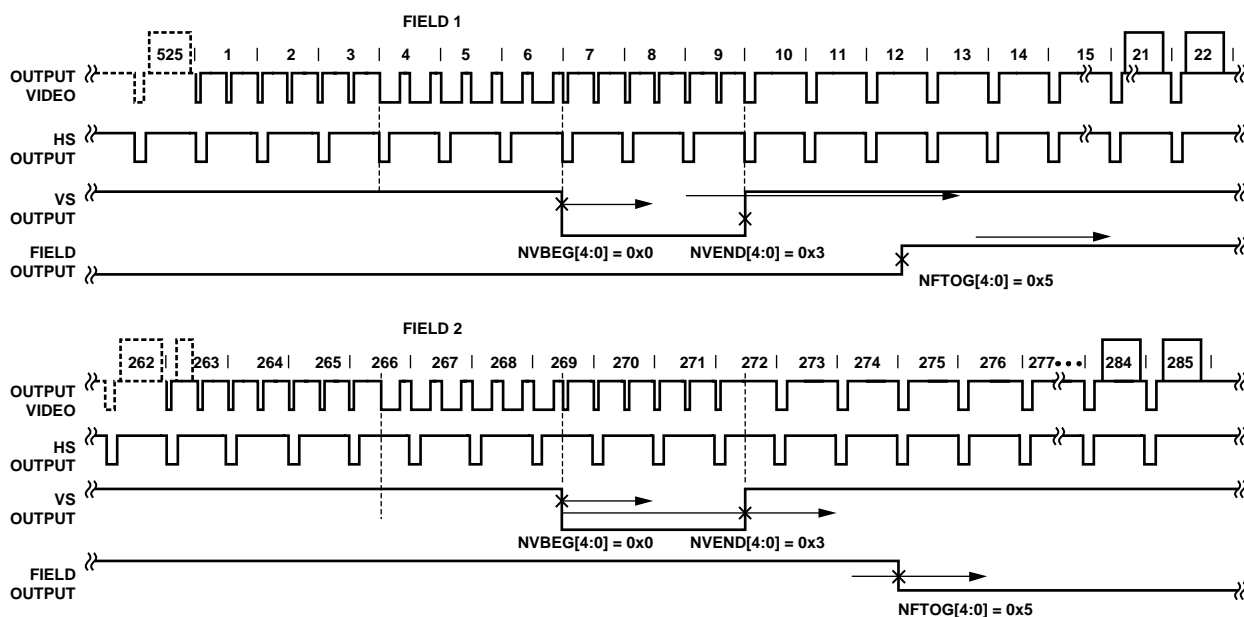 FIELD 1
525 1 2 3 4 5 6 7 8 9 10 11 12 13 14 15 21 22
OUTPUT
VIDEO
HS
OUTPUT
VS
OUTPUT
NVBEG[4:0] = 0x0 NVEND[4:0] = 0x3
FIELD
OUTPUT
NFTOG[4:0] = 0x5
FIELD 2
262 263 264 265 266 267 268 269 270 271 272 273 274 275 276 277 284 285
OUTPUT
VIDEO
HS
OUTPUT
VS
OUTPUT
NVBEG[4:0] = 0x0 NVEND[4:0] = 0x3
FIELD
OUTPUT
NFTOG[4:0] = 0x5